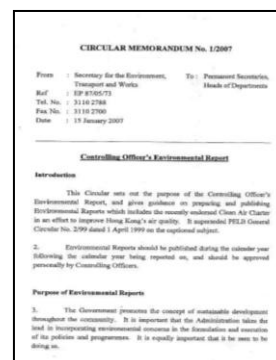 CIRCULAR MEMORANDUM No. 1/2007
From : Secretary for the Environment, To : Permanent Secretaries,
Transport and Works Heads of Departments
Ref : EP 87/05/73
Tel. No. : 3110 2788
Fax No. : 3110 2700
Date : 15 January 2007
Controlling Officer's Environmental Report
Introduction
This Circular sets out the purpose of the Controlling Officer's
Environmental Report, and gives guidance on preparing and publishing
Environmental Reports which includes the recently endorsed Clean Air Charter
in an effort to improve Hong Kong's air quality. It superseded PELB General
Circular No. 2/99 dated 1 April 1999 on the captioned subject.
2. Environmental Reports should be published during the calendar year
following the calendar year being reported on, and should be approved
personally by Controlling Officers.
Purpose of Environmental Reports
3. The Government promotes the concept of sustainable development
throughout the community. It is important that the Administration takes the
lead in incorporating environmental concerns in the formulation and execution
of its policies and programmes. It is equally important that it be seen to be
doing so.